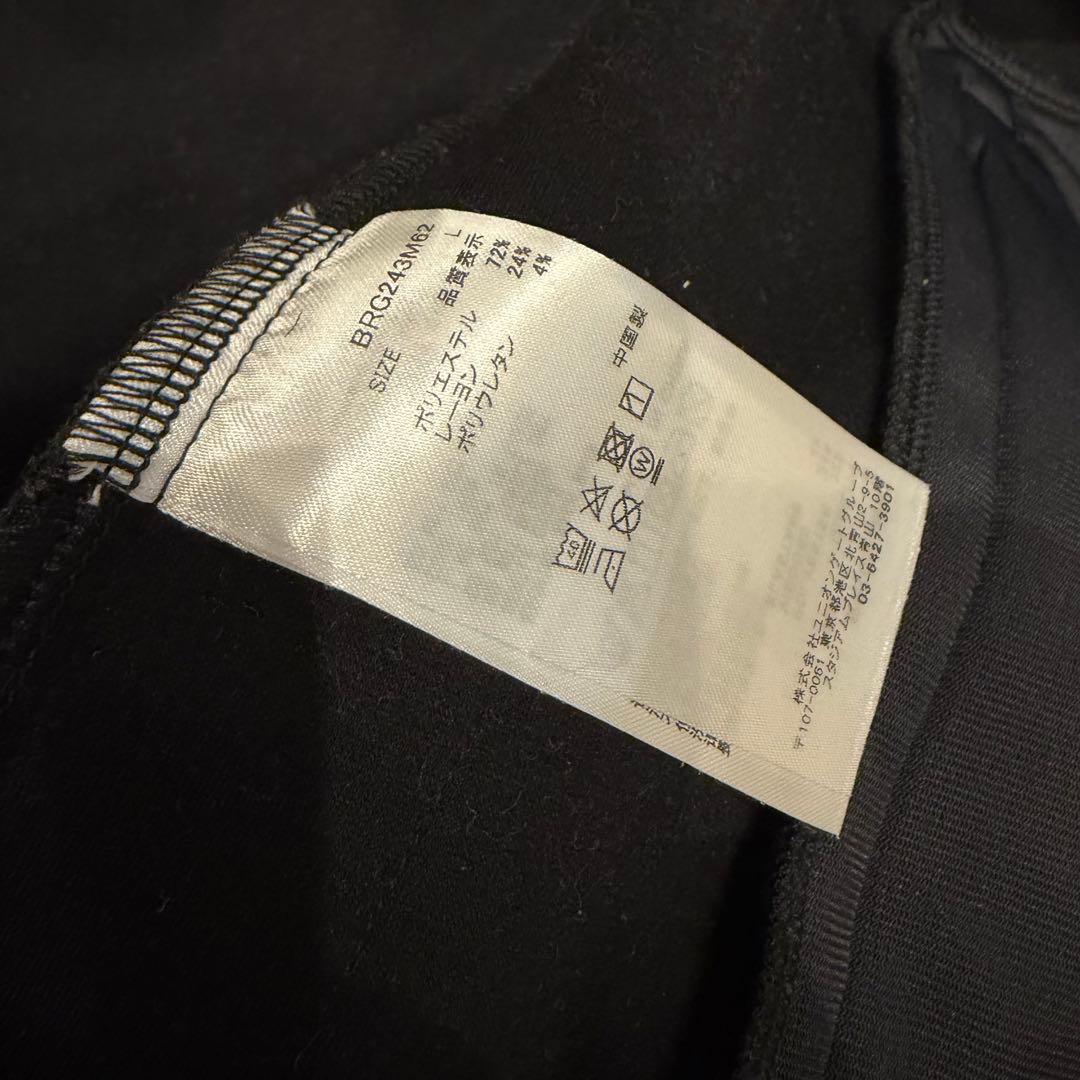 BRG243M62
SIZE L
品質表示
ポリエステル 72%
レーヨン 24%
ポリウレタン 4%
中国製
40
W
株式会社ユニオンゲートグループ
〒107-0061 東京都港区北青山2-9-5
スタジアムプレイス青山 10階
03-6427-3901